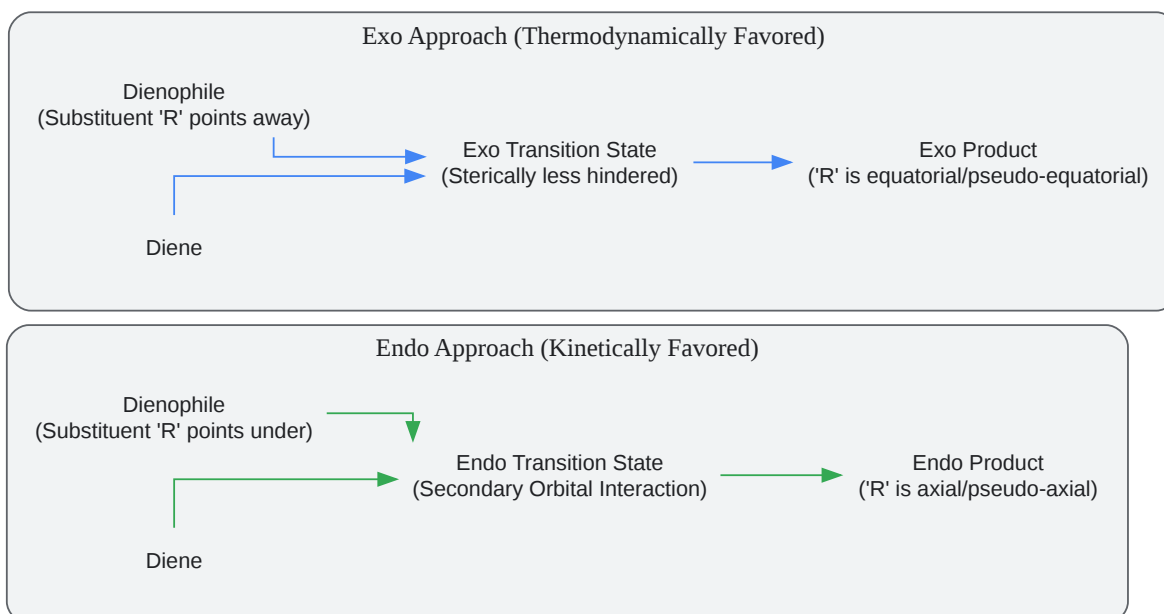 Exo Approach (Thermodynamically Favored)
Dienophile
(Substituent 'R' points away)
Exo Transition State
(Sterically less hindered)
Exo Product
('R' is equatorial/pseudo-equatorial)
Diene
Endo Approach (Kinetically Favored)
Dienophile
(Substituent 'R' points under)
Endo Transition State
(Secondary Orbital Interaction)
Endo Product
('R' is axial/pseudo-axial)
Diene